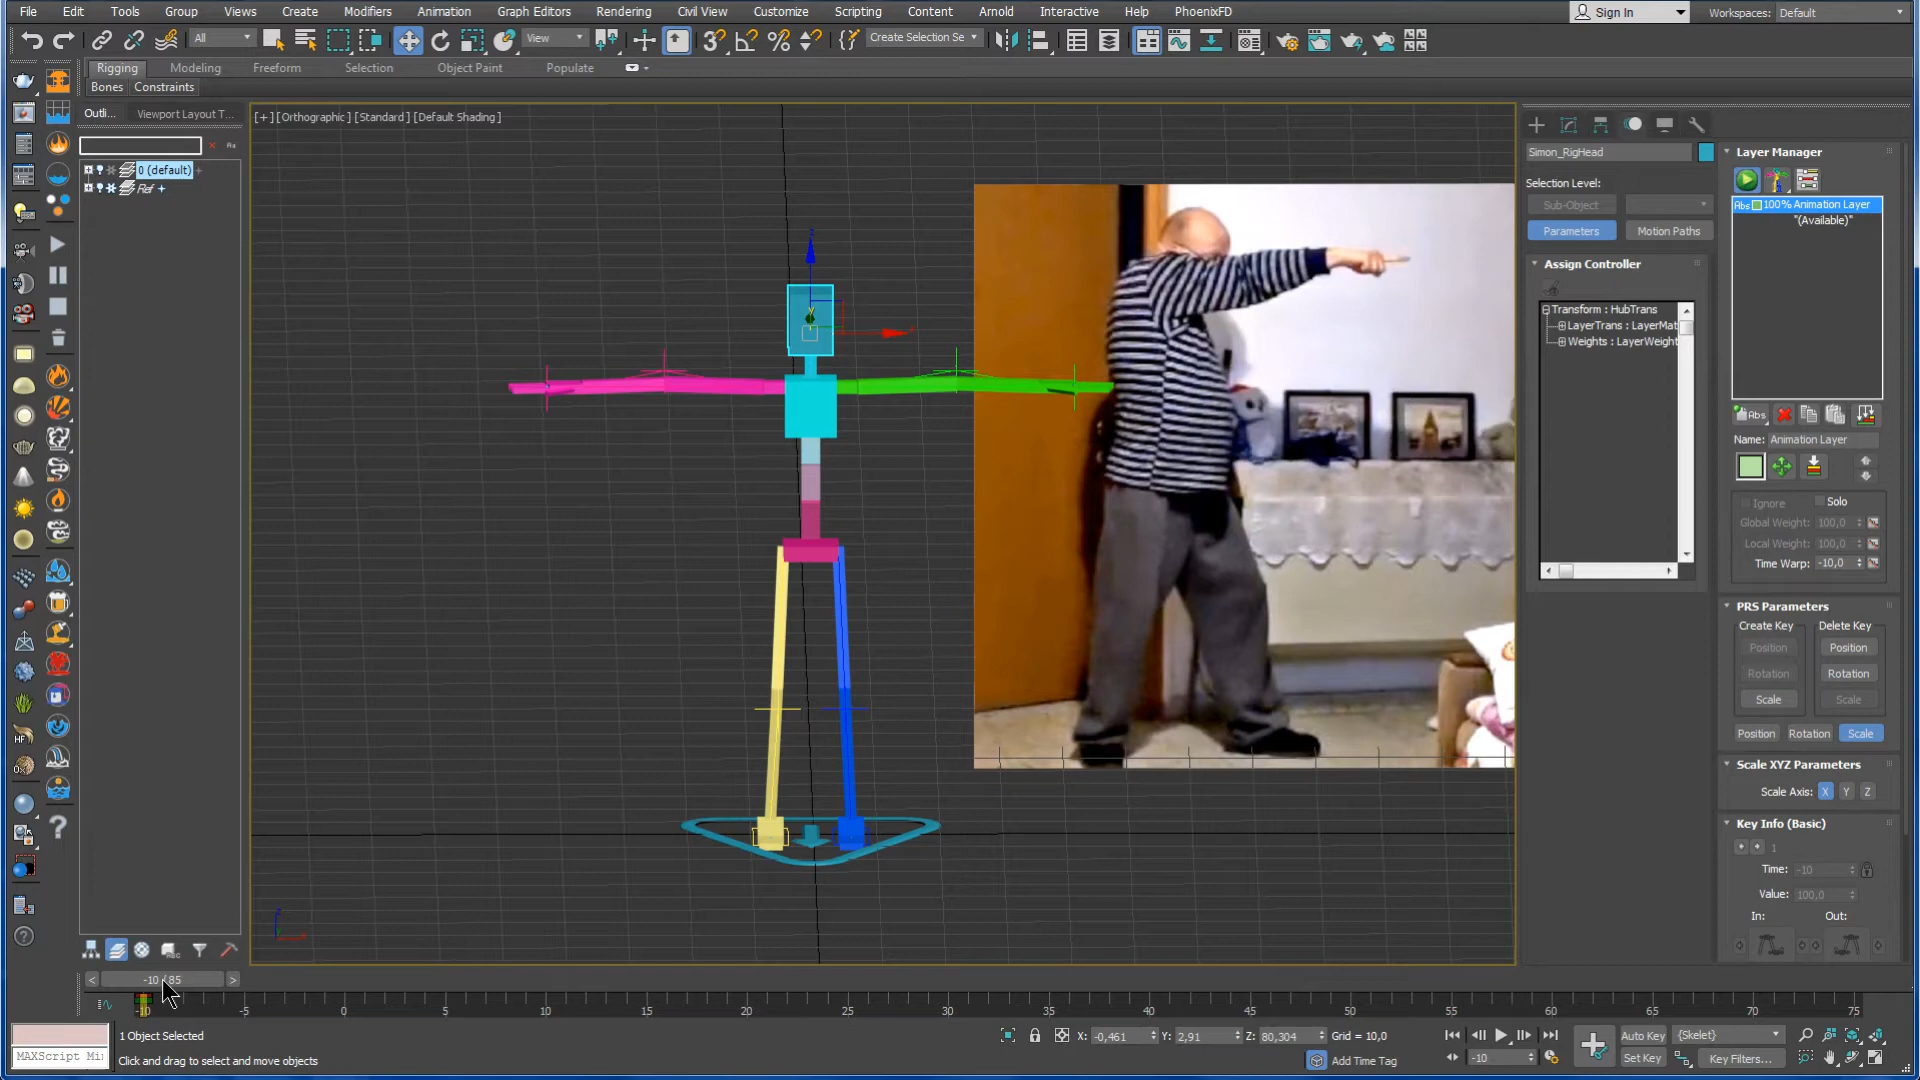 File Edit Tools Group Views Create Modifiers Animation Graph Editors Rendering Civil View Customize Scripting Content Arnold Interactive Help PhoenixFD Sign In Workspaces: Default
All View Create Selection Se
Rigging Modeling Freeform Selection Object Paint Populate
Bones Constraints
Outli... Viewport Layout T...
[+] [Orthographic] [Standard] [Default Shading]
0 (default)
Ref
Simon_RigHead
Selection Level:
Sub-Object
Parameters Motion Paths
Assign Controller
Transform : HubTrans
LayerTrans : LayerMat
Weights : LayerWeight
Layer Manager
Abs 100% Animation Layer
"(Available)"
Abs
Name: Animation Layer
Ignore Solo
Global Weight: 100,0
Local Weight: 100,0
Time Warp: -10,0
PRS Parameters
Create Key Delete Key
Position Position
Rotation Rotation
Scale Scale
Position Rotation Scale
Scale XYZ Parameters
Scale Axis: X Y Z
Key Info (Basic)
1
Time: -10
Value: 100,0
In: Out:
< -10 / 85 >
-10 -5 0 5 10 15 20 25 30 35 40 45 50 55 60 65 70 75
1 Object Selected
X: -0,461 Y: 2,91 Z: 80,304 Grid = 10,0
Auto Key {Skelet}
MAXScript Mi
Click and drag to select and move objects
Add Time Tag
-10
Set Key Key Filters...